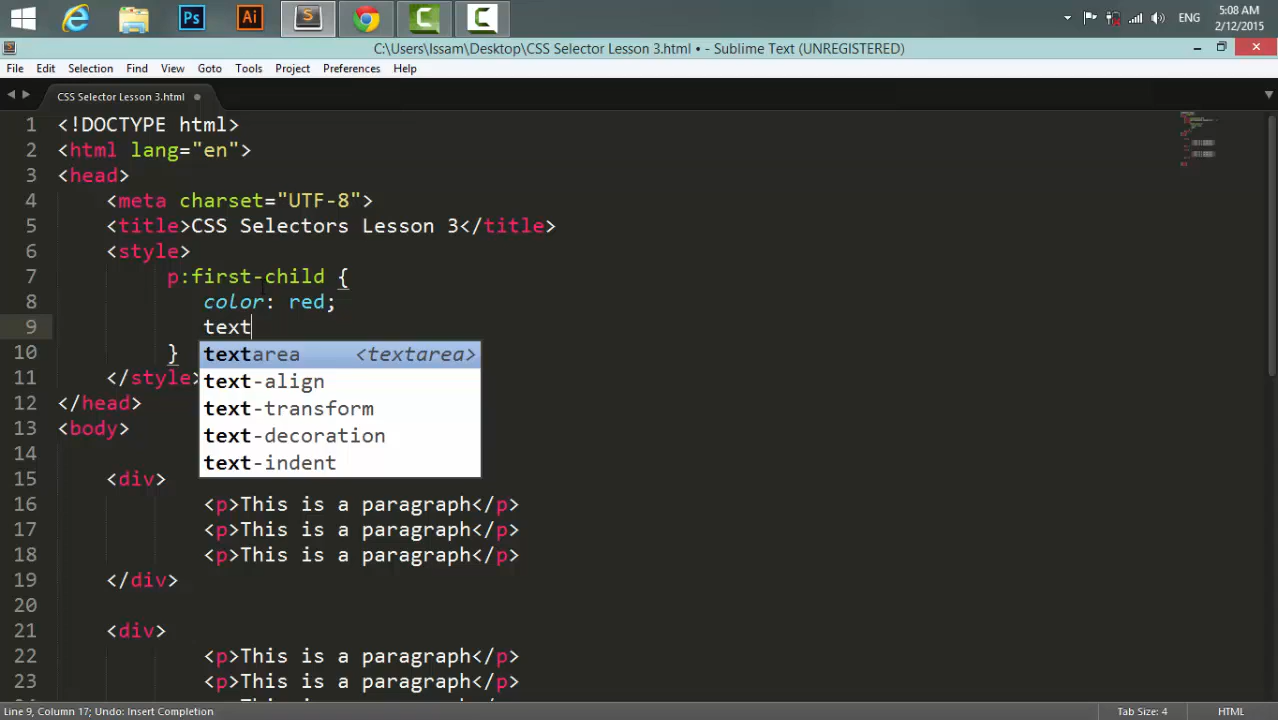 Ps
Ai
S
C
C
ENG
5:08 AM
2/12/2015
C:\Users\Issam\Desktop\CSS Selector Lesson 3.html • - Sublime Text (UNREGISTERED)
File Edit Selection Find View Goto Tools Project Preferences Help
CSS Selector Lesson 3.html
1 <!DOCTYPE html>
2 <html lang="en">
3 <head>
4 <meta charset="UTF-8">
5 <title>CSS Selectors Lesson 3</title>
6 <style>
7 p:first-child {
8 color: red;
9 text
10 }
textarea <textarea>
11 </style>
text-align
12 </head>
text-transform
13 <body>
text-decoration
14
text-indent
15 <div>
16 <p>This is a paragraph</p>
17 <p>This is a paragraph</p>
18 <p>This is a paragraph</p>
19 </div>
20
21 <div>
22 <p>This is a paragraph</p>
23 <p>This is a paragraph</p>
Line 9, Column 17; Undo: Insert Completion
Tab Size: 4
HTML